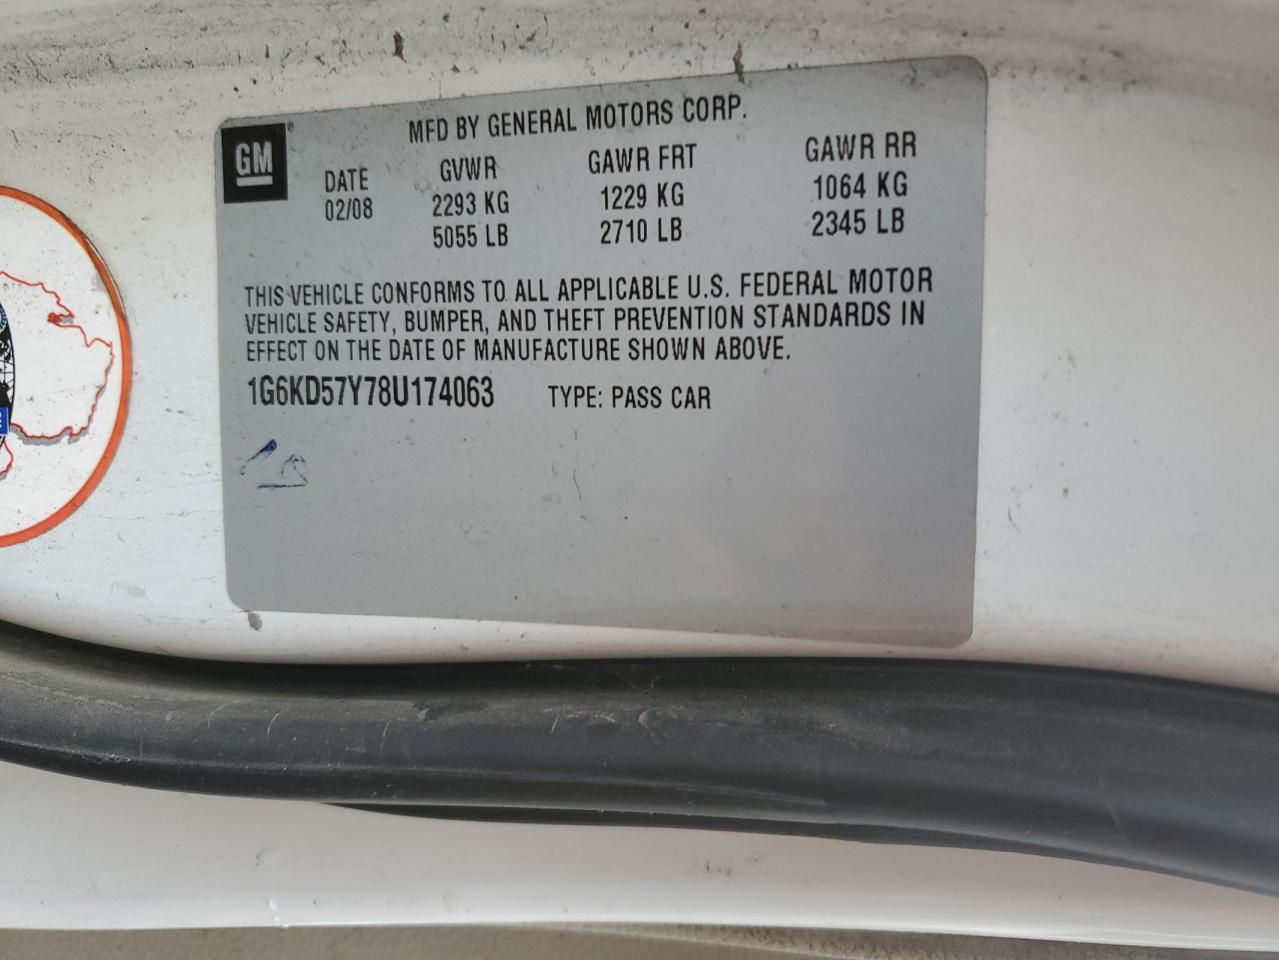 MFD BY GENERAL MOTORS CORP.
GM
DATE GVWR GAWR FRT GAWR RR
02/08 2293 KG 1229 KG 1064 KG
5055 LB 2710 LB 2345 LB
THIS VEHICLE CONFORMS TO ALL APPLICABLE U.S. FEDERAL MOTOR
VEHICLE SAFETY, BUMPER, AND THEFT PREVENTION STANDARDS IN
EFFECT ON THE DATE OF MANUFACTURE SHOWN ABOVE.
1G6KD57Y78U174063 TYPE: PASS CAR